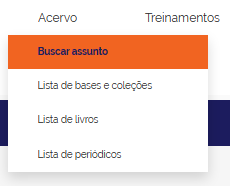 Acervo Treinamentos
Buscar assunto
Lista de bases e coleções
Lista de livros
Lista de periódicos